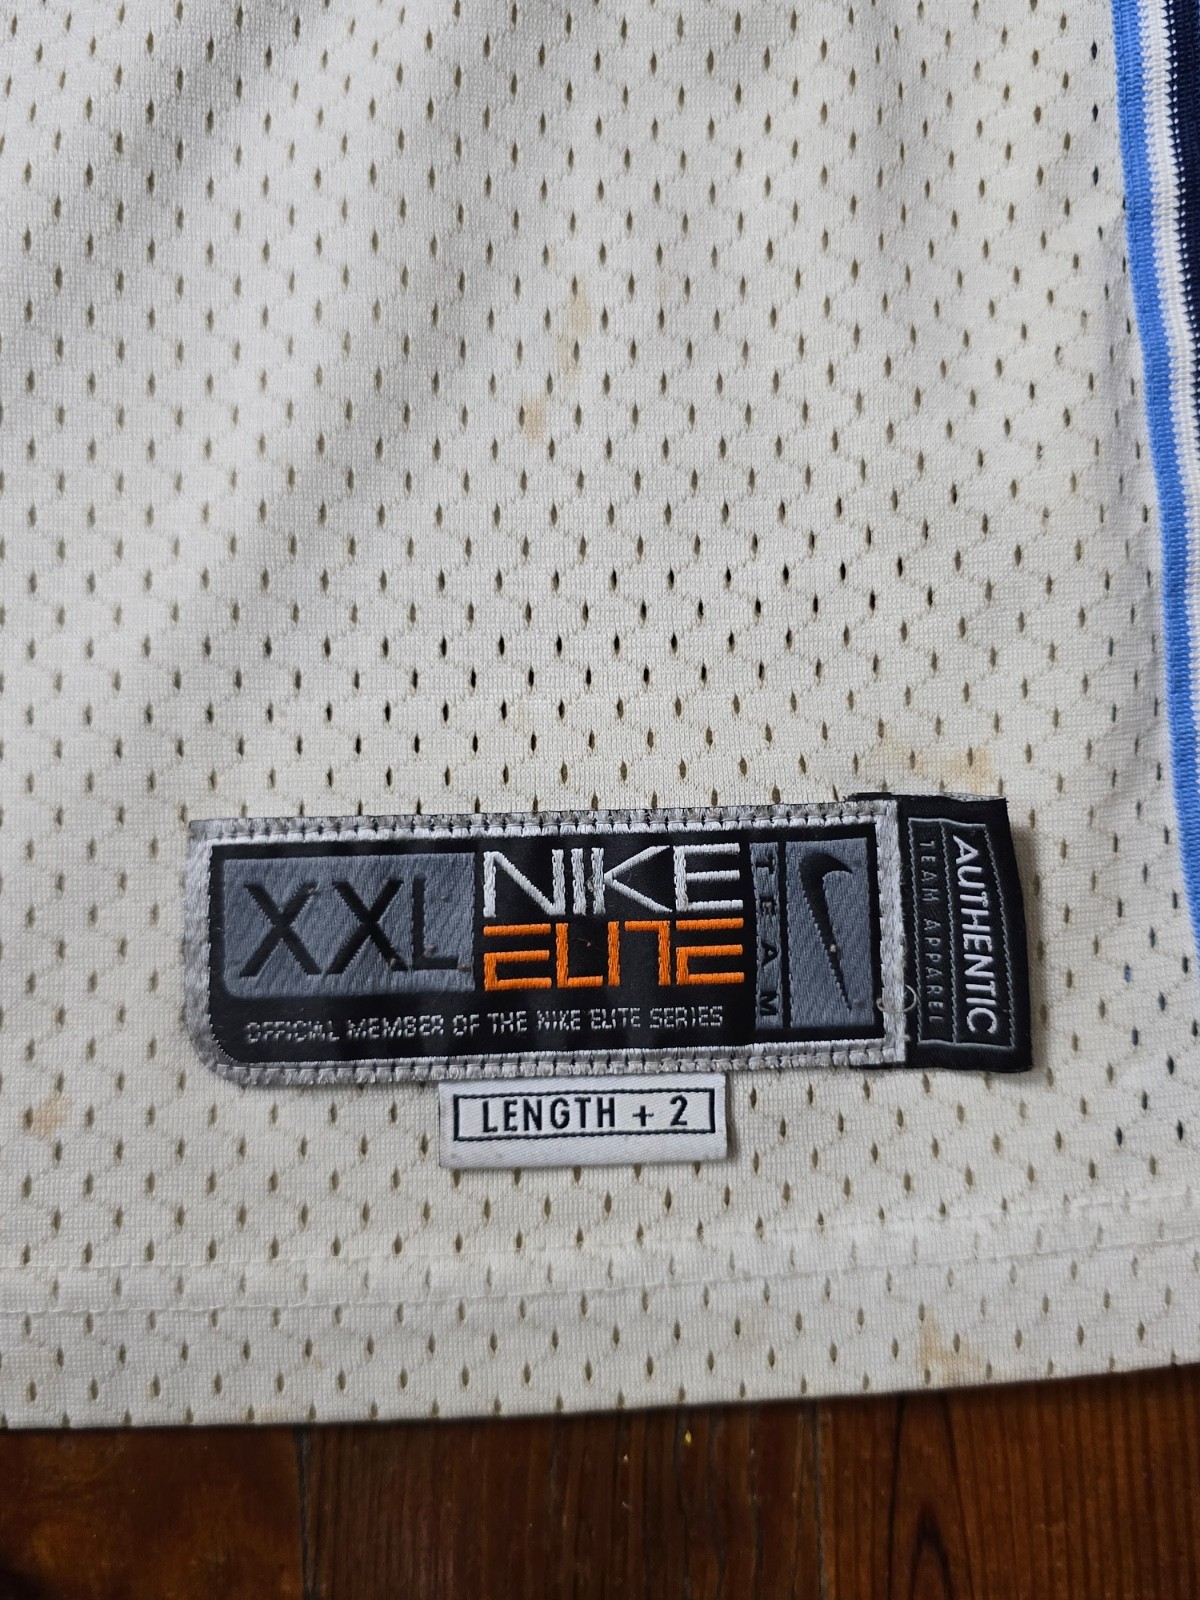 XXL
NIKE
ELITE
TEAM
OFFICIAL MEMBER OF THE NIKE ELITE SERIES
AUTHENTIC
TEAM APPAREL
LENGTH + 2